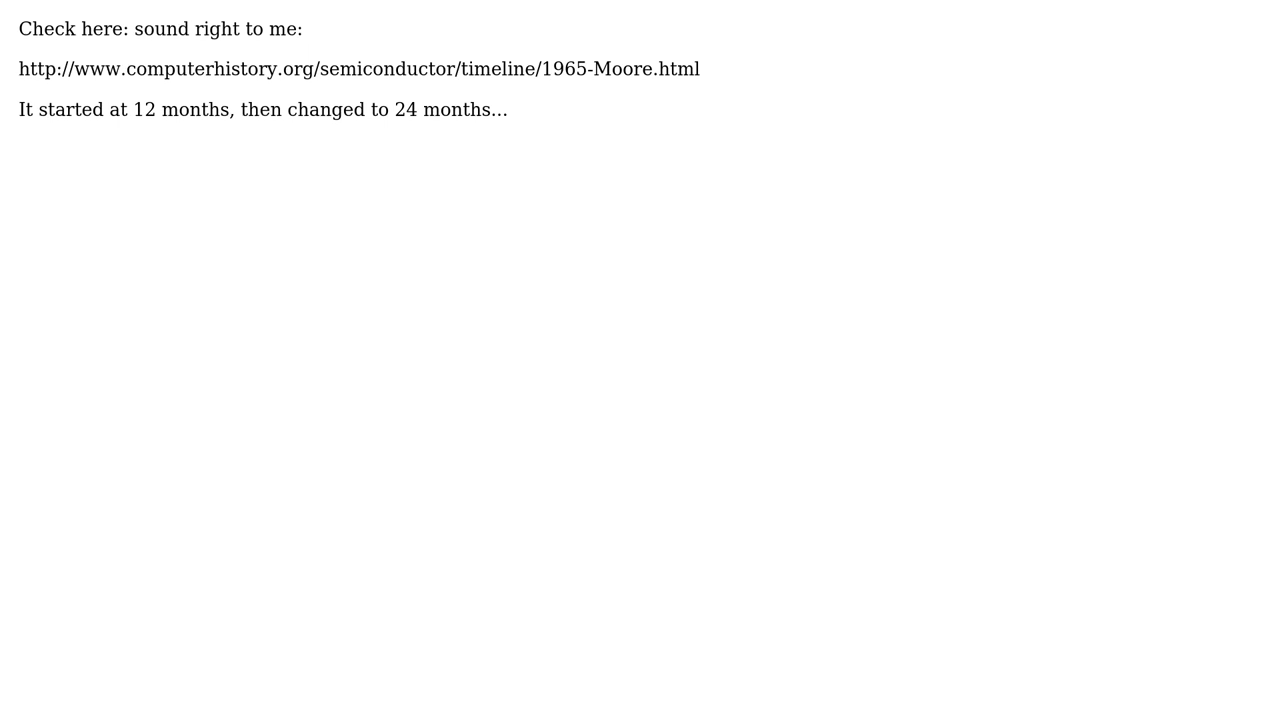 Check here: sound right to me:
http://www.computerhistory.org/semiconductor/timeline/1965-Moore.html
It started at 12 months, then changed to 24 months...